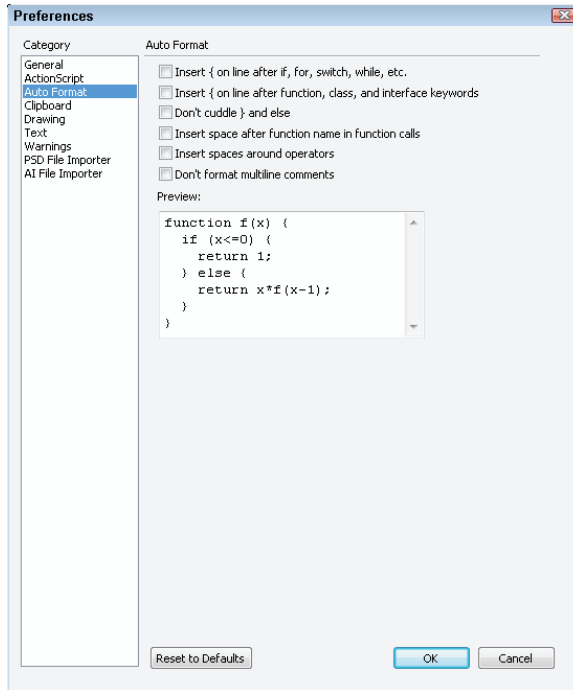 Preferences
Category
General
ActionScript
Auto Format
Clipboard
Drawing
Text
Warnings
PSD File Importer
AI File Importer
Auto Format
Insert { on line after if, for, switch, while, etc.
Insert { on line after function, class, and interface keywords
Don't cuddle } and else
Insert space after function name in function calls
Insert spaces around operators
Don't format multiline comments
Preview:
function f(x) {
  if (x<=0) {
    return 1;
  } else {
    return x*f(x-1);
  }
}
Reset to Defaults
OK
Cancel